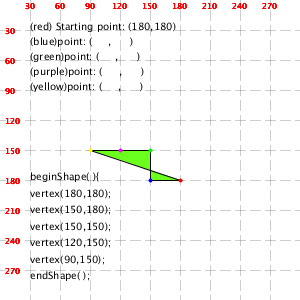 30 60 90 120 150 180 210 240 270
30
(red) Starting point: (180,180)
(blue)point: (    ,     )
(green)point: (    ,     )
60
(purple)point: (     ,     )
(yellow)point: (     ,     )
90
120
150
beginShape(){
180
vertex(180,180);
vertex(150,180);
210
vertex(150,150);
240
vertex(120,150);
vertex(90,150);
270
endShape();